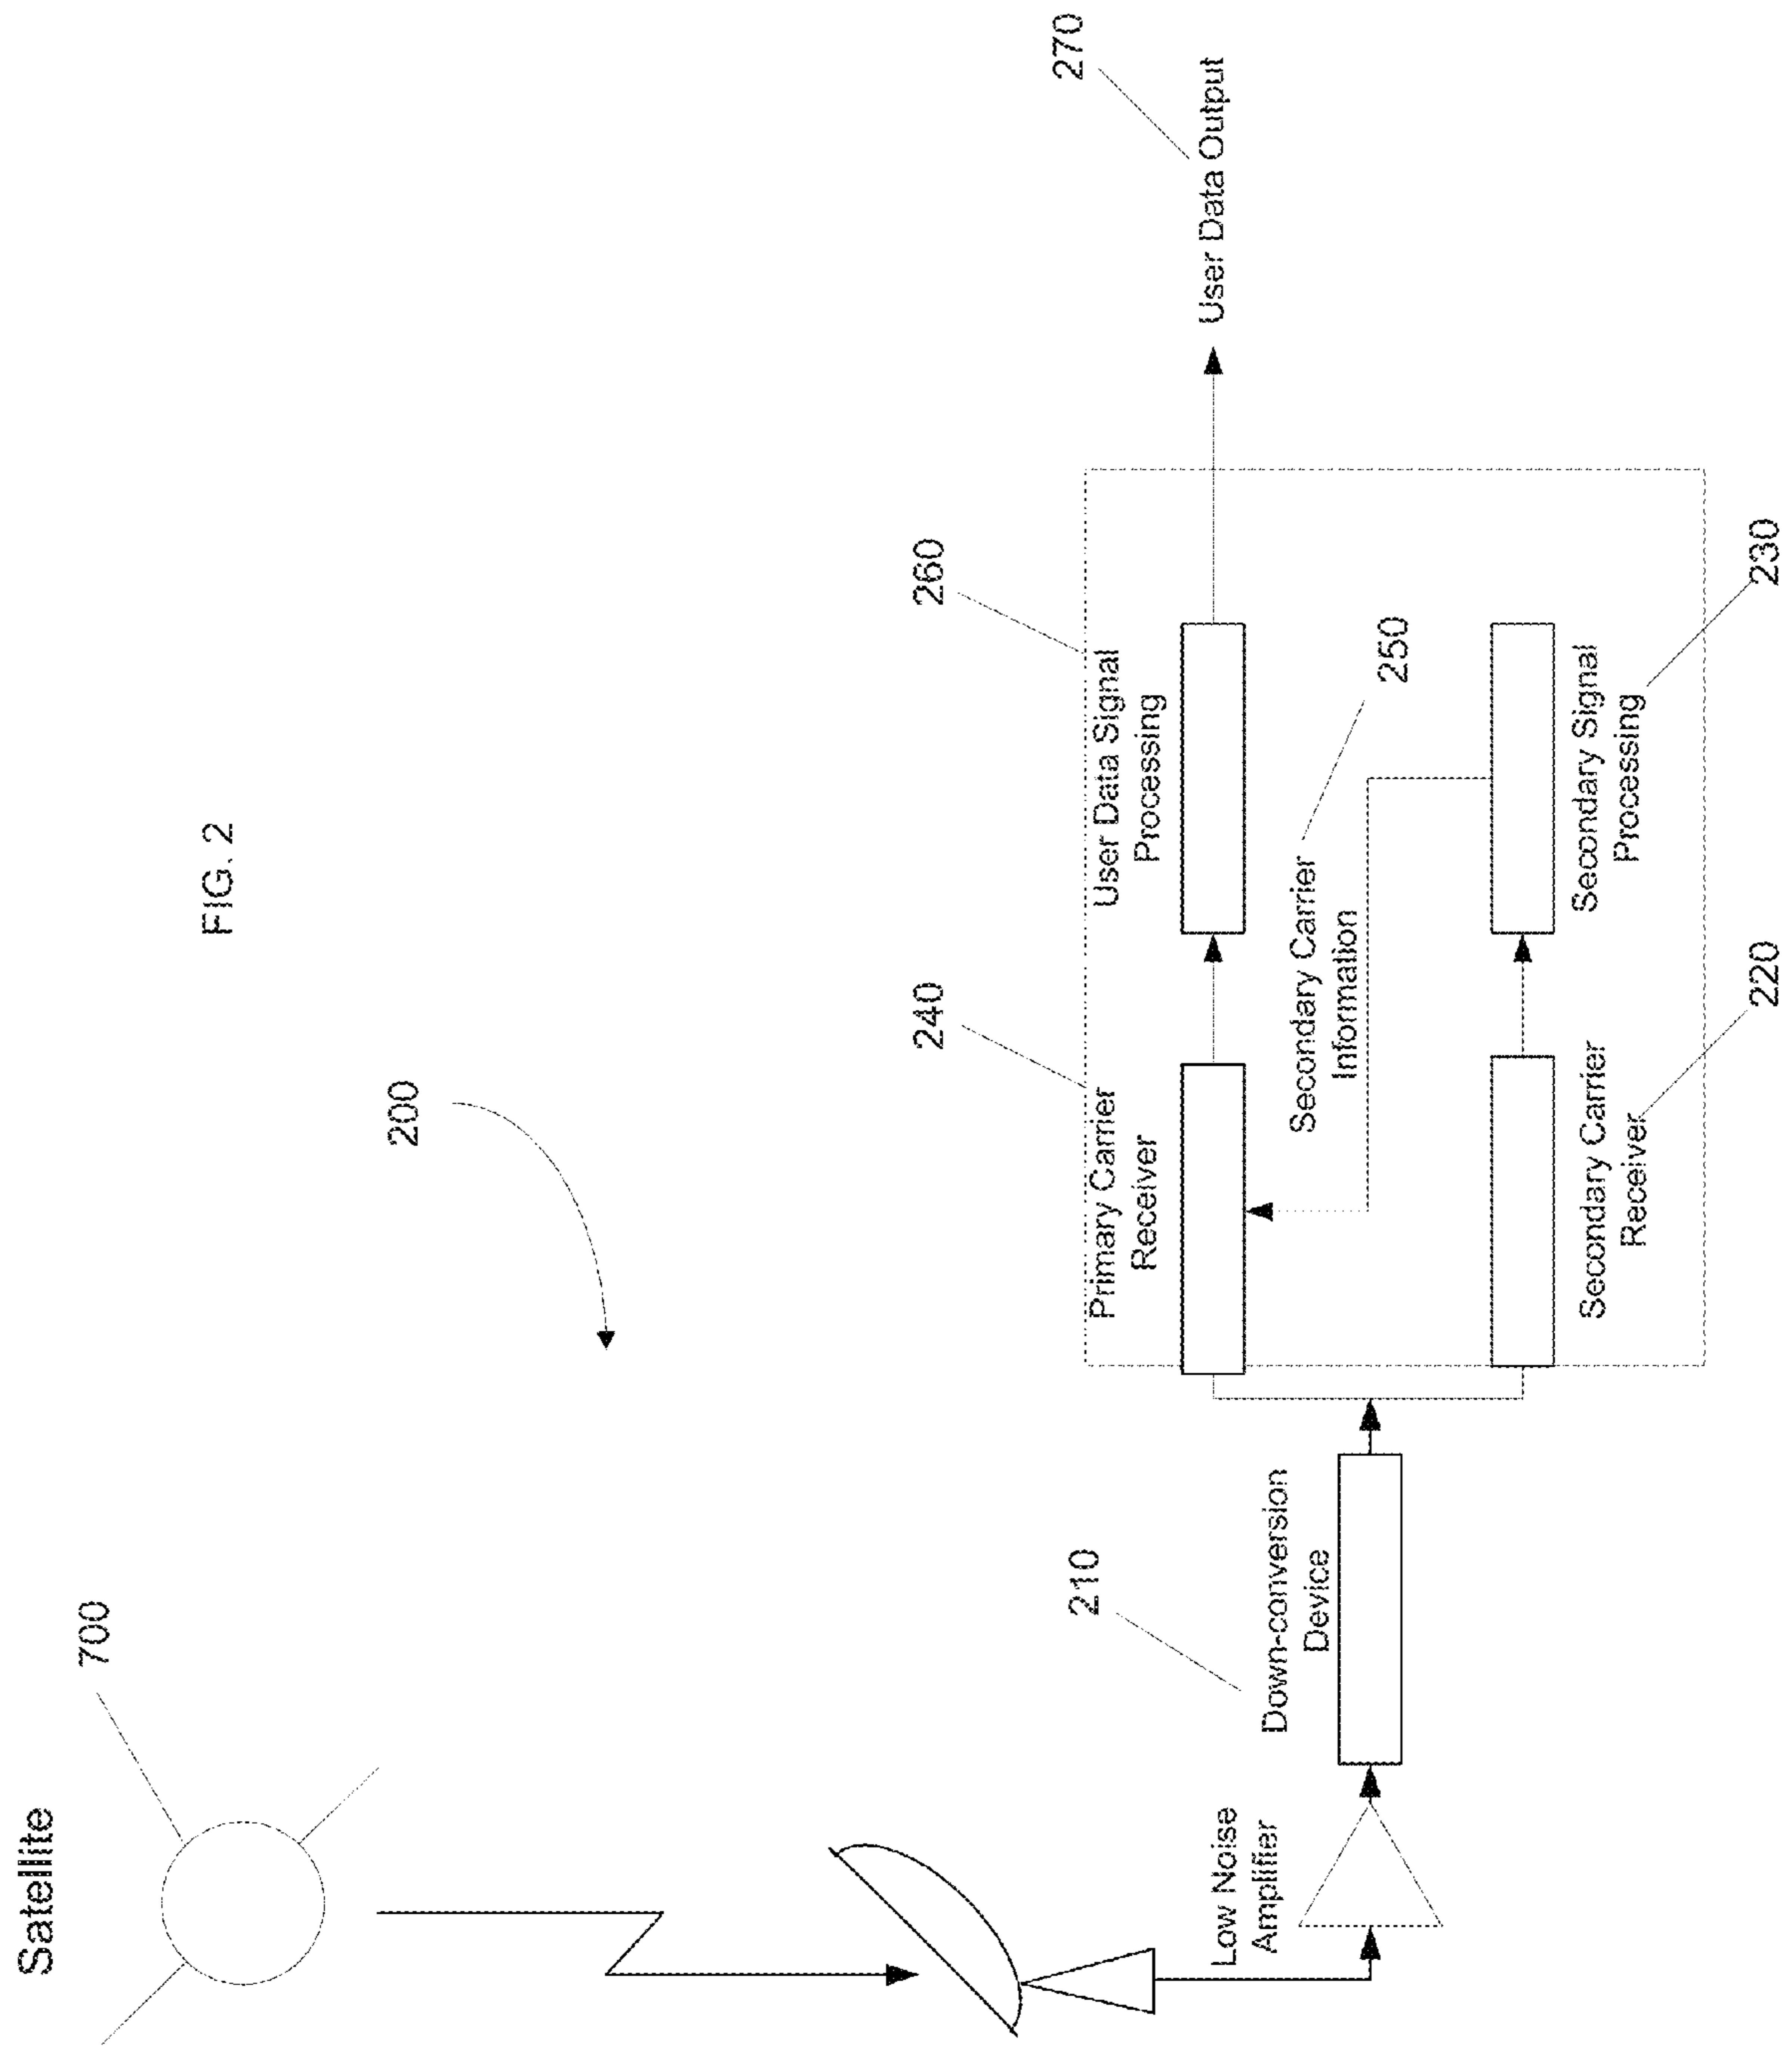 FIG. 2
Satellite
700
200
Low Noise
Amplifier
210
Down-conversion
Device
240
Primary Carrier
Receiver
260
User Data Signal
Processing
270
User Data Output
Secondary Carrier
Information
250
Secondary Carrier
Receiver
220
Secondary Signal
Processing
230